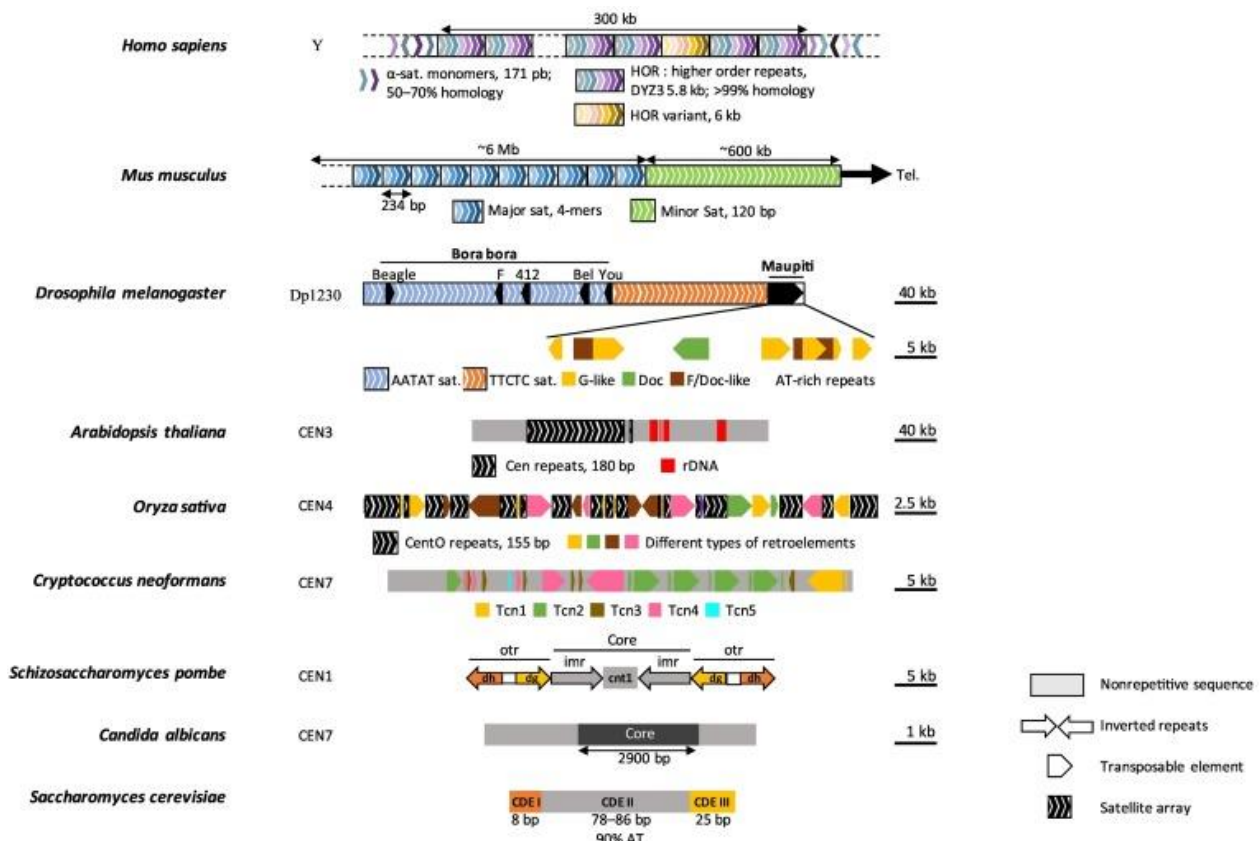 300 kb
Homo sapiens Y
α-sat. monomers, 171 pb;
50–70% homology
HOR : higher order repeats,
DYZ3 5.8 kb; >99% homology
HOR variant, 6 kb
~6 Mb ~600 kb
Mus musculus Tel.
234 bp
Major sat, 4-mers Minor Sat, 120 bp
Bora bora
Beagle F 412 Bel You Maupiti
Drosophila melanogaster Dp1230 40 kb
5 kb
AATAT sat. TTCTC sat. G-like Doc F/Doc-like AT-rich repeats
Arabidopsis thaliana CEN3 40 kb
Cen repeats, 180 bp rDNA
Oryza sativa CEN4 2.5 kb
CentO repeats, 155 bp Different types of retroelements
Cryptococcus neoformans CEN7 5 kb
Tcn1 Tcn2 Tcn3 Tcn4 Tcn5
Core
otr imr imr otr
Schizosaccharomyces pombe CEN1 dh dg cnt1 dg dh 5 kb
Candida albicans CEN7 Core 1 kb
2900 bp
Saccharomyces cerevisiae CDE I CDE II CDE III
8 bp 78–86 bp 25 bp
90% AT
Nonrepetitive sequence
Inverted repeats
Transposable element
Satellite array